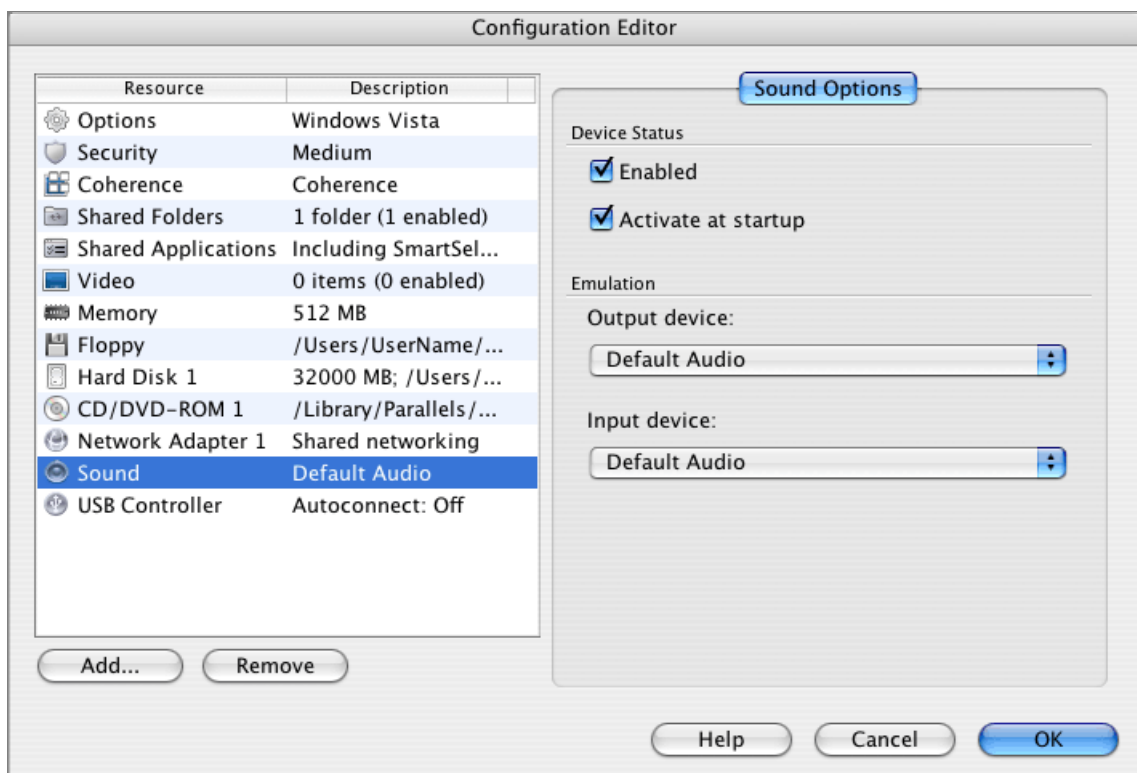 Configuration Editor
Resource Description
Options Windows Vista
Security Medium
Coherence Coherence
Shared Folders 1 folder (1 enabled)
Shared Applications Including SmartSel...
Video 0 items (0 enabled)
Memory 512 MB
Floppy /Users/UserName/...
Hard Disk 1 32000 MB; /Users/...
CD/DVD-ROM 1 /Library/Parallels/...
Network Adapter 1 Shared networking
Sound Default Audio
USB Controller Autoconnect: Off
Add... Remove
Sound Options
Device Status
Enabled
Activate at startup
Emulation
Output device:
Default Audio
Input device:
Default Audio
Help Cancel OK